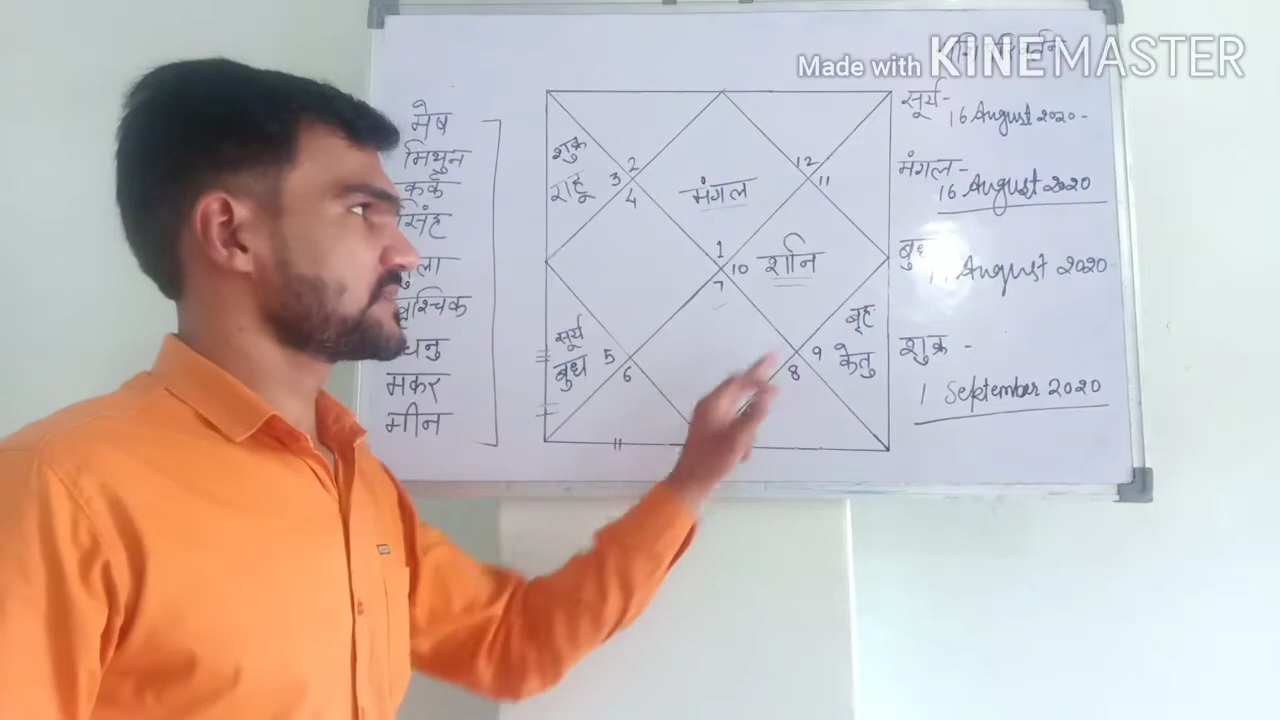 Made with KINEMASTER
मेष
मिथुन
कर्क
सिंह
तुला
वृश्चिक
धनु
मकर
मीन
शुक्र
राहू
2
3
4
मंगल
12
11
1
10 शनि
7
सूर्य
बुध
5
6
बृह
9 केतु
8
सूर्य-
16 August 2020-
मंगल-
16 August 2020
बुध
August 2020
शुक्र -
1 September 2020